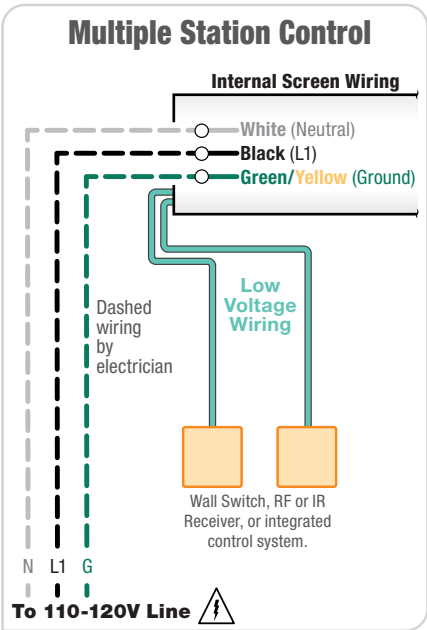 Multiple Station Control
Internal Screen Wiring
White (Neutral)
Black (L1)
Green/Yellow (Ground)
Low
Voltage
Wiring
Dashed
wiring
by
electrician
Wall Switch, RF or IR
Receiver, or integrated
control system.
N L1 G
To 110-120V Line